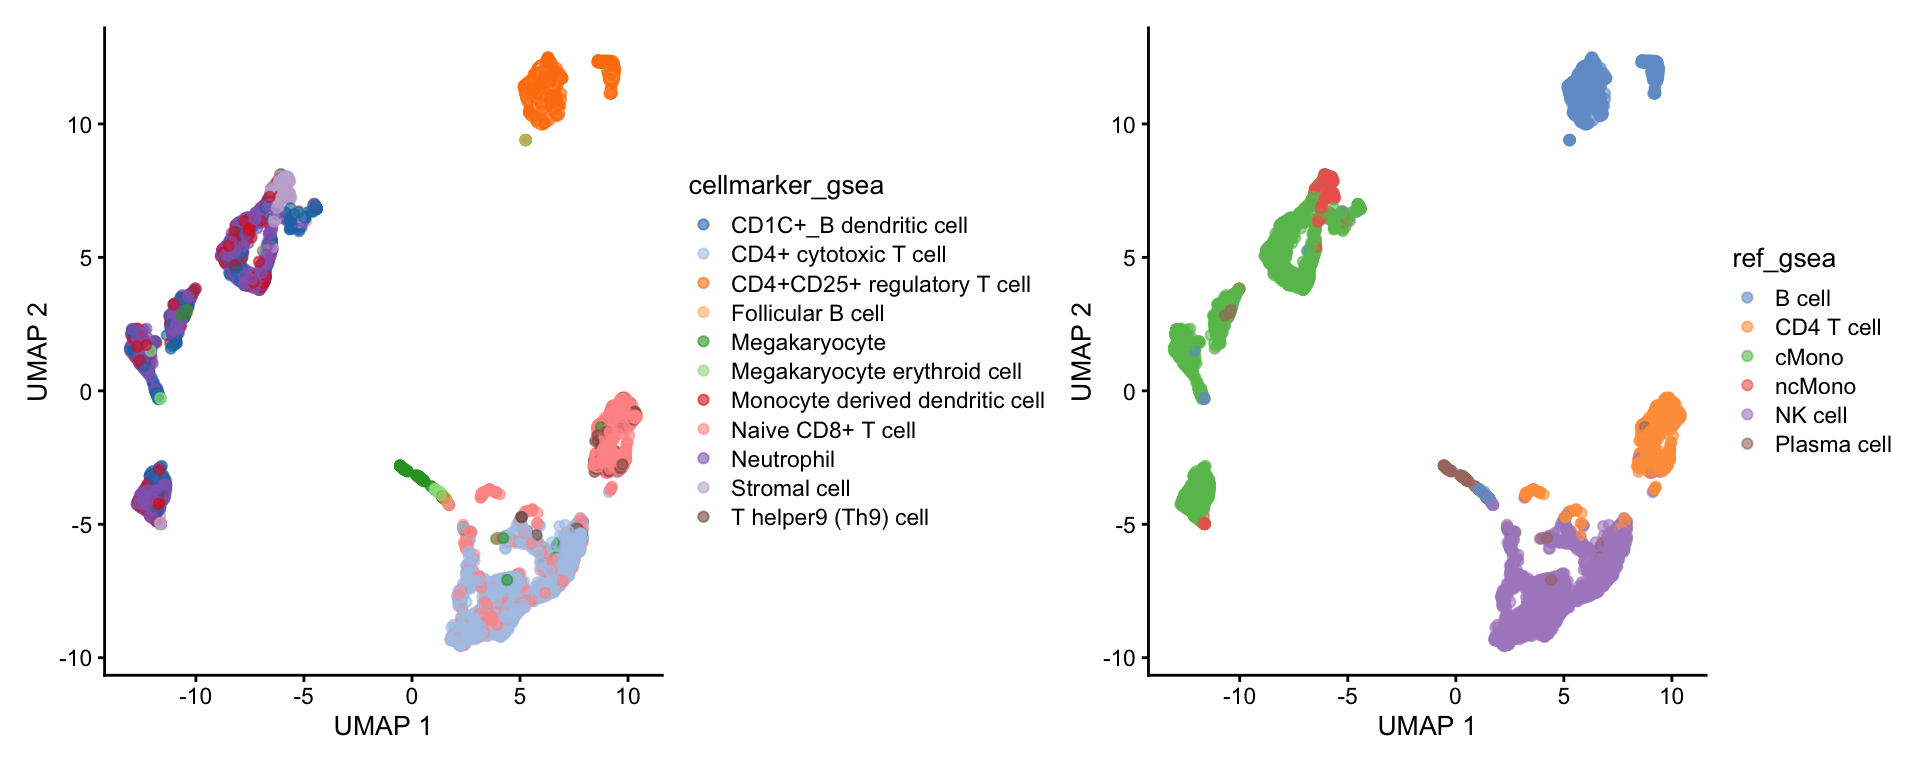 10
5
0
-5
-10
UMAP 2
-10
-5
0
5
10
UMAP 1
cellmarker_gsea
CD1C+_B dendritic cell
CD4+ cytotoxic T cell
CD4+CD25+ regulatory T cell
Follicular B cell
Megakaryocyte
Megakaryocyte erythroid cell
Monocyte derived dendritic cell
Naive CD8+ T cell
Neutrophil
Stromal cell
T helper9 (Th9) cell
10
5
0
-5
-10
UMAP 2
-10
-5
0
5
10
UMAP 1
ref_gsea
B cell
CD4 T cell
cMono
ncMono
NK cell
Plasma cell